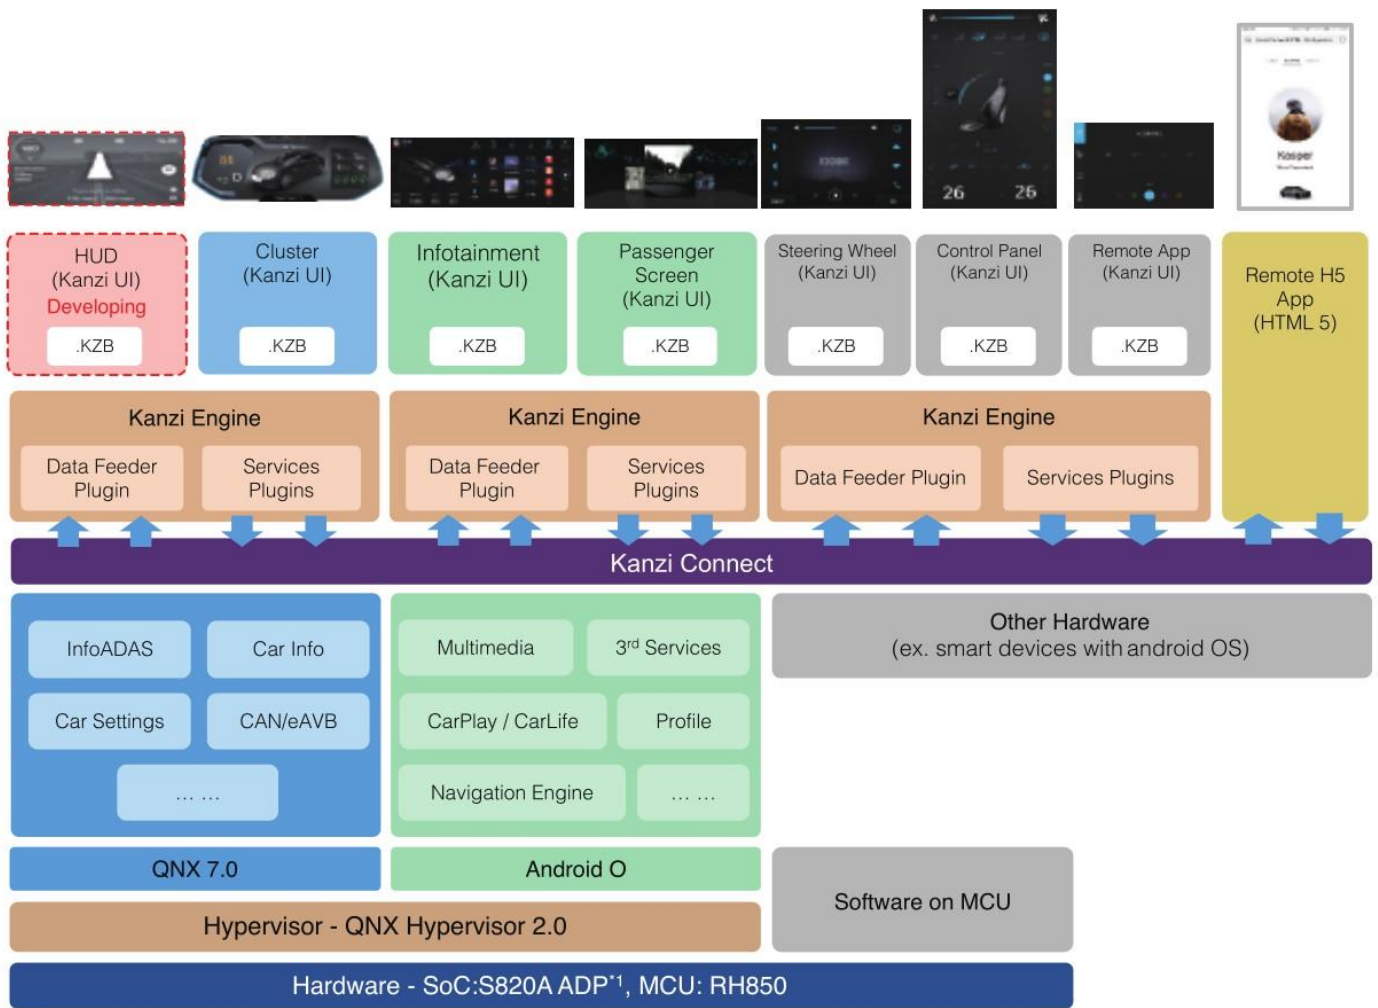 26 26
Kasper
HUD
(Kanzi UI)
Developing
.KZB
Cluster
(Kanzi UI)
.KZB
Infotainment
(Kanzi UI)
.KZB
Passenger
Screen
(Kanzi UI)
.KZB
Steering Wheel
(Kanzi UI)
.KZB
Control Panel
(Kanzi UI)
.KZB
Remote App
(Kanzi UI)
.KZB
Remote H5
App
(HTML 5)
Kanzi Engine
Data Feeder
Plugin
Services
Plugins
Kanzi Engine
Data Feeder
Plugin
Services
Plugins
Kanzi Engine
Data Feeder Plugin
Services Plugins
Kanzi Connect
InfoADAS
Car Info
Car Settings
CAN/eAVB
... ...
Multimedia
3rd Services
CarPlay / CarLife
Profile
Navigation Engine
... ...
Other Hardware
(ex. smart devices with android OS)
QNX 7.0
Android O
Software on MCU
Hypervisor - QNX Hypervisor 2.0
Hardware - SoC:S820A ADP*1, MCU: RH850